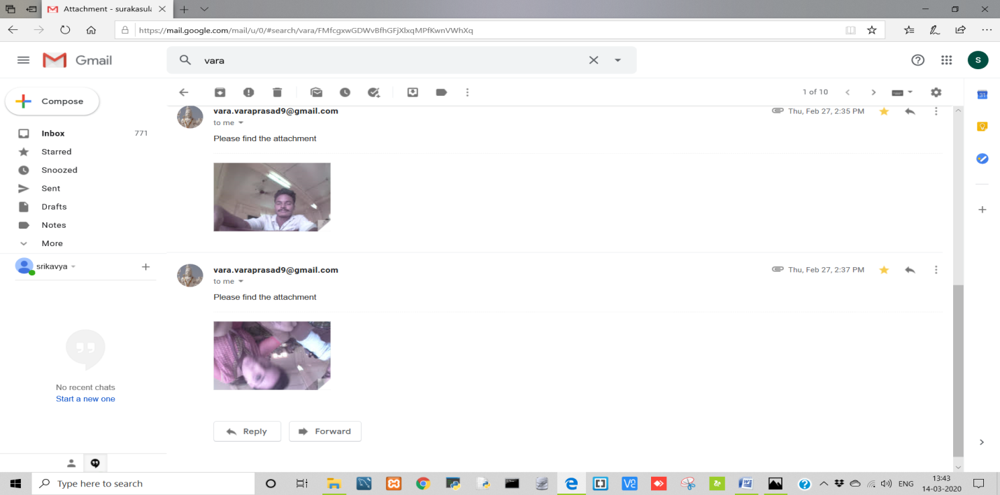 Attachment - surakasula
https://mail.google.com/mail/u/0/#search/vara/FMfcgxwGDWvBfhGFjXlxqMPfKwnVWhXq
Gmail
vara
S
Compose
1 of 10
31
Inbox 771
Starred
Snoozed
Sent
Drafts
Notes
More
srikavya
No recent chats
Start a new one
vara.varaprasad9@gmail.com Thu, Feb 27, 2:35 PM
to me
Please find the attachment
vara.varaprasad9@gmail.com Thu, Feb 27, 2:37 PM
to me
Please find the attachment
Reply Forward
Type here to search
ENG
13:43
14-03-2020